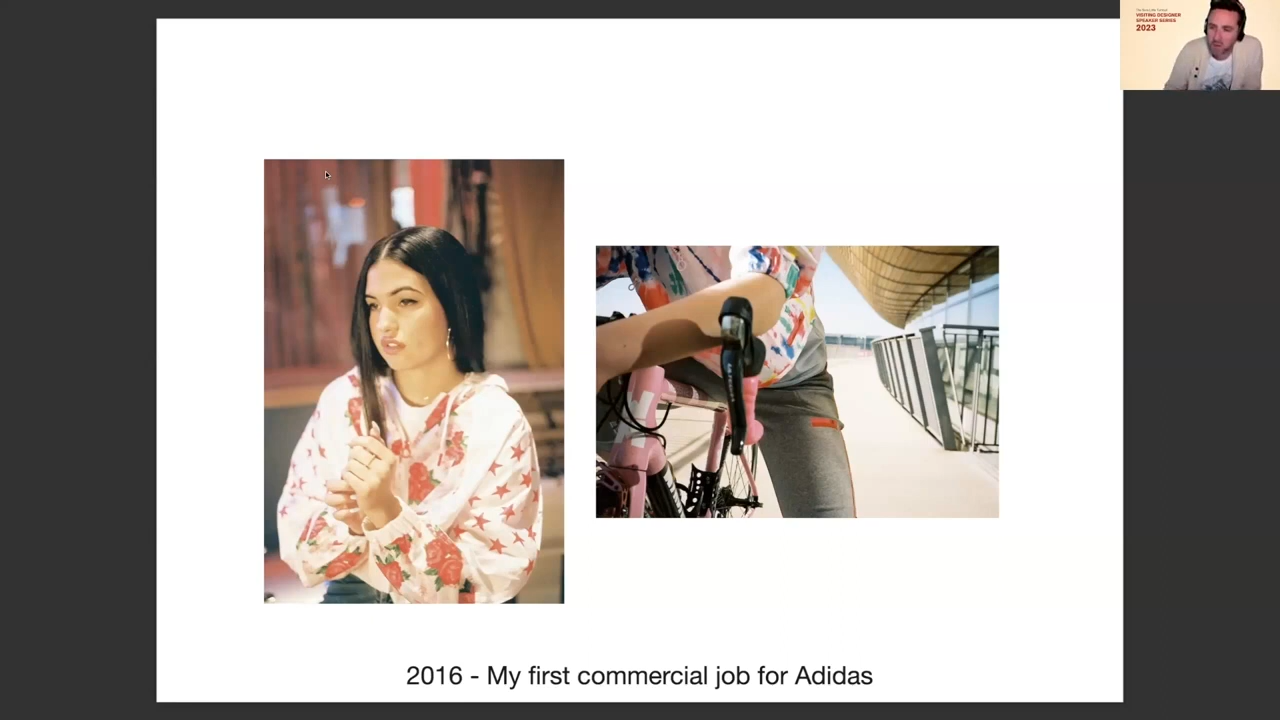 VISITING DESIGNER
SPEAKER SERIES
2023
2016 - My first commercial job for Adidas